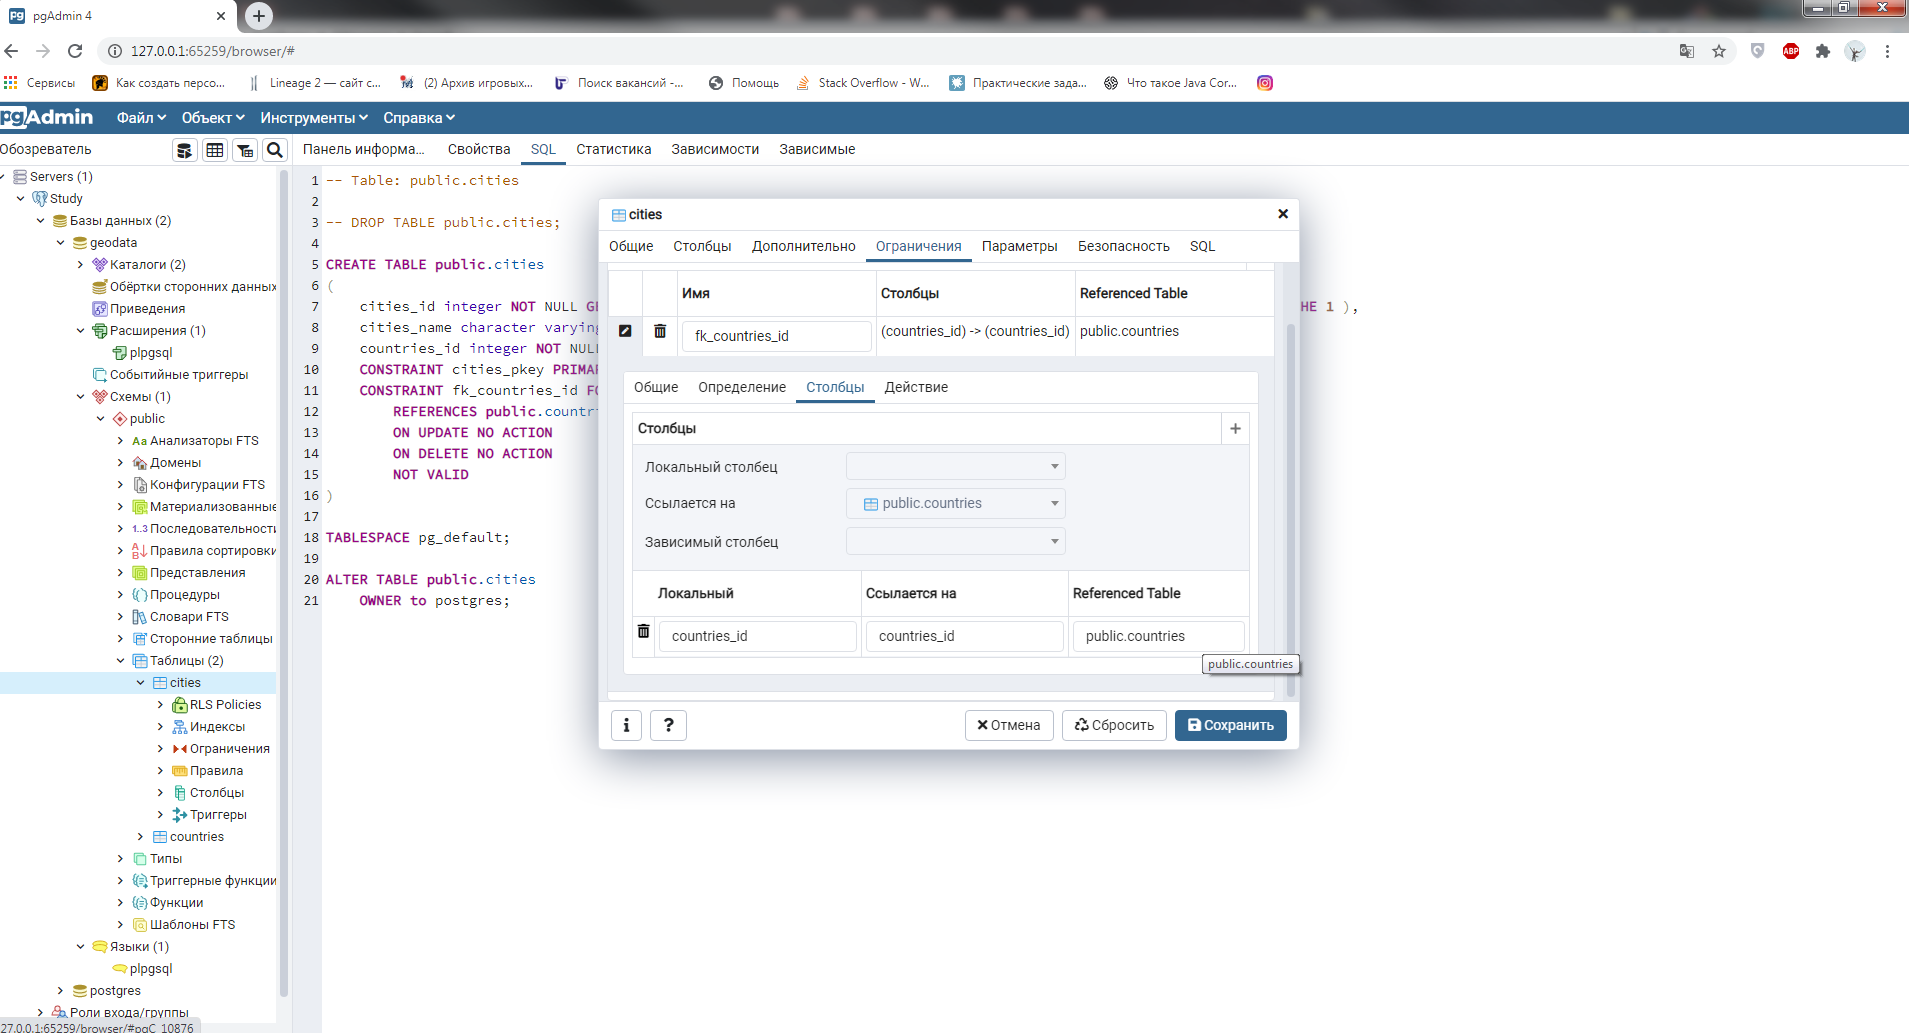 pgAdmin 4
127.0.0.1:65259/browser/#
Сервисы
Как создать персо...
Lineage 2 — сайт с...
(2) Архив игровых...
Поиск вакансий -...
Помощь
Stack Overflow - W...
Практические зада...
Что такое Java Cor...
ABP
pgAdmin
Файл
Объект
Инструменты
Справка
Обозреватель
Панель информа...
Свойства
SQL
Статистика
Зависимости
Зависимые
Servers (1)
Study
Базы данных (2)
geodata
Каталоги (2)
Обёртки сторонних данных
Приведения
Расширения (1)
plpgsql
Событийные триггеры
Схемы (1)
public
Анализаторы FTS
Домены
Конфигурации FTS
Материализованные
Последовательности
Правила сортировки
Представления
Процедуры
Словари FTS
Сторонние таблицы
Таблицы (2)
cities
RLS Policies
Индексы
Ограничения
Правила
Столбцы
Триггеры
countries
Типы
Триггерные функции
Функции
Шаблоны FTS
Языки (1)
plpgsql
postgres
Роли входа/группы
27.0.0.1:65259/browser/#pgC_10876
1 -- Table: public.cities
2
3 -- DROP TABLE public.cities;
4
5 CREATE TABLE public.cities
6 (
7 cities_id integer NOT NULL GE HE 1 ),
8 cities_name character varying
9 countries_id integer NOT NUL
10 CONSTRAINT cities_pkey PRIMA
11 CONSTRAINT fk_countries_id F
12 REFERENCES public.countr
13 ON UPDATE NO ACTION
14 ON DELETE NO ACTION
15 NOT VALID
16 )
17
18 TABLESPACE pg_default;
19
20 ALTER TABLE public.cities
21 OWNER to postgres;
cities
Общие
Столбцы
Дополнительно
Ограничения
Параметры
Безопасность
SQL
Имя
Столбцы
Referenced Table
fk_countries_id
(countries_id) -> (countries_id)
public.countries
Общие
Определение
Столбцы
Действие
Столбцы
Локальный столбец
Ссылается на
public.countries
Зависимый столбец
Локальный
Ссылается на
Referenced Table
countries_id
countries_id
public.countries
public.countries
i
?
Отмена
Сбросить
Сохранить